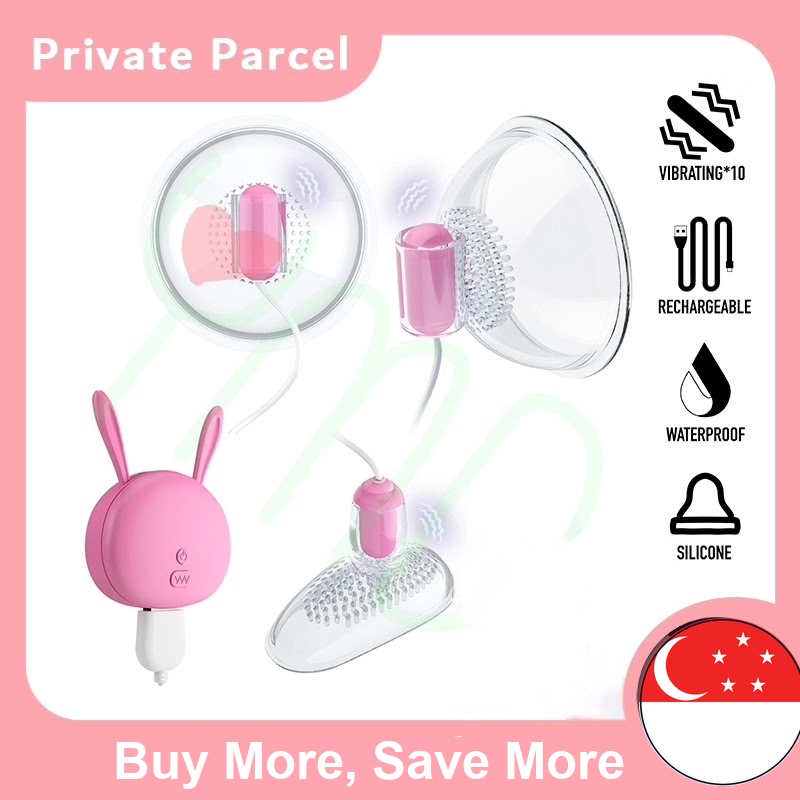 Private Parcel
VIBRATING*10
RECHARGEABLE
WATERPROOF
SILICONE
Buy More, Save More